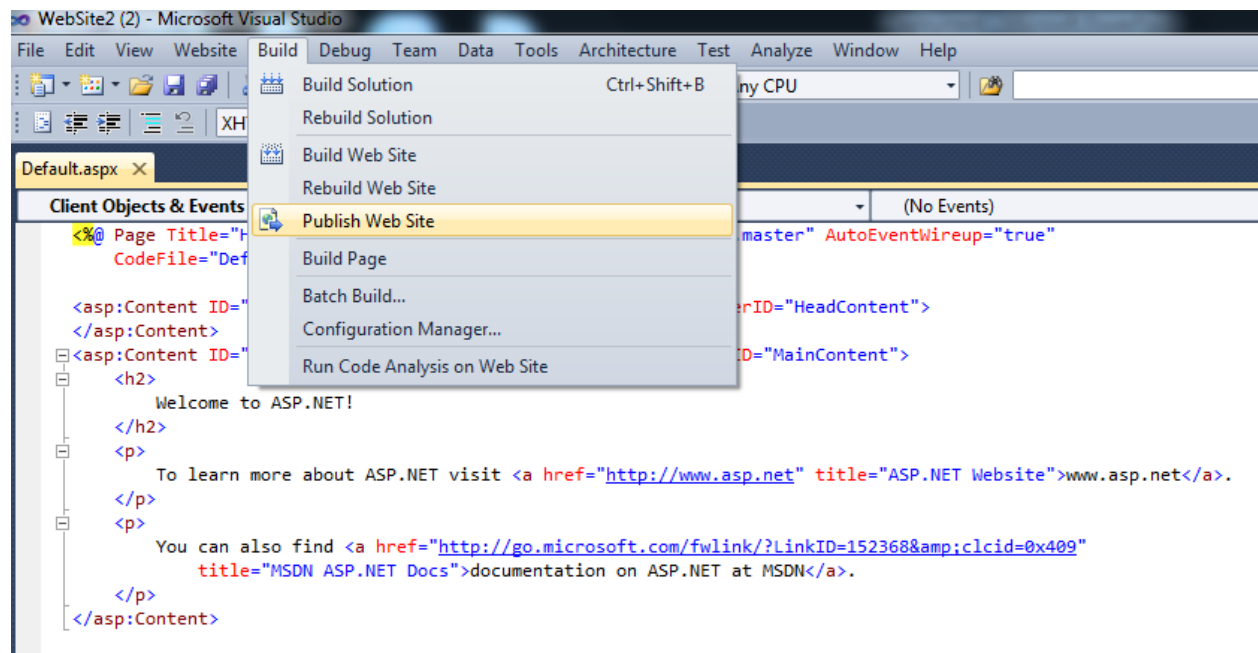 WebSite2 (2) - Microsoft Visual Studio
File Edit View Website Build Debug Team Data Tools Architecture Test Analyze Window Help
Build Solution Ctrl+Shift+B
ny CPU
Rebuild Solution
XH
Build Web Site
Default.aspx
Rebuild Web Site
Client Objects & Events
(No Events)
Publish Web Site
<%@ Page Title="H .master" AutoEventWireup="true"
CodeFile="Def
Build Page
Batch Build...
<asp:Content ID=" erID="HeadContent">
</asp:Content>
Configuration Manager...
<asp:Content ID=" ID="MainContent">
Run Code Analysis on Web Site
<h2>
Welcome to ASP.NET!
</h2>
<p>
To learn more about ASP.NET visit <a href="http://www.asp.net" title="ASP.NET Website">www.asp.net</a>.
</p>
<p>
You can also find <a href="http://go.microsoft.com/fwlink/?LinkID=152368&amp;clcid=0x409"
title="MSDN ASP.NET Docs">documentation on ASP.NET at MSDN</a>.
</p>
</asp:Content>